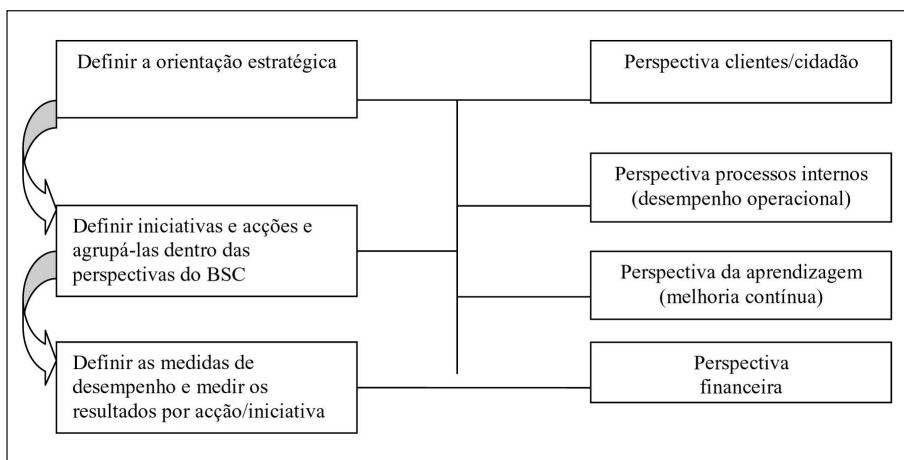 Definir a orientação estratégica
Perspectiva clientes/cidadão
Perspectiva processos internos
(desempenho operacional)
Definir iniciativas e acções e
agrupá-las dentro das
perspectivas do BSC
Perspectiva da aprendizagem
(melhoria contínua)
Definir as medidas de
desempenho e medir os
resultados por acção/iniciativa
Perspectiva
financeira